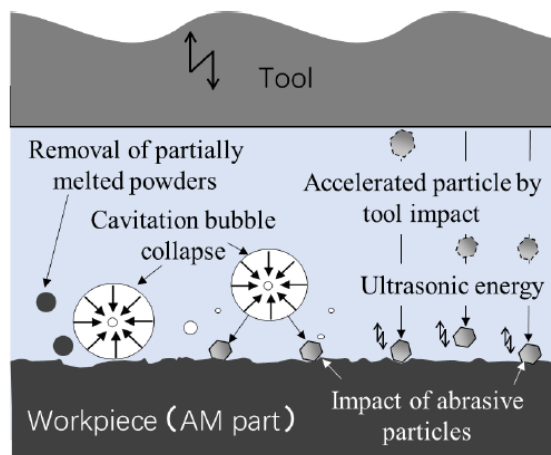 Tool
Removal of partially
melted powders
Accelerated particle by
tool impact
Cavitation bubble
collapse
Ultrasonic energy
Impact of abrasive
particles
Workpiece (AM part)